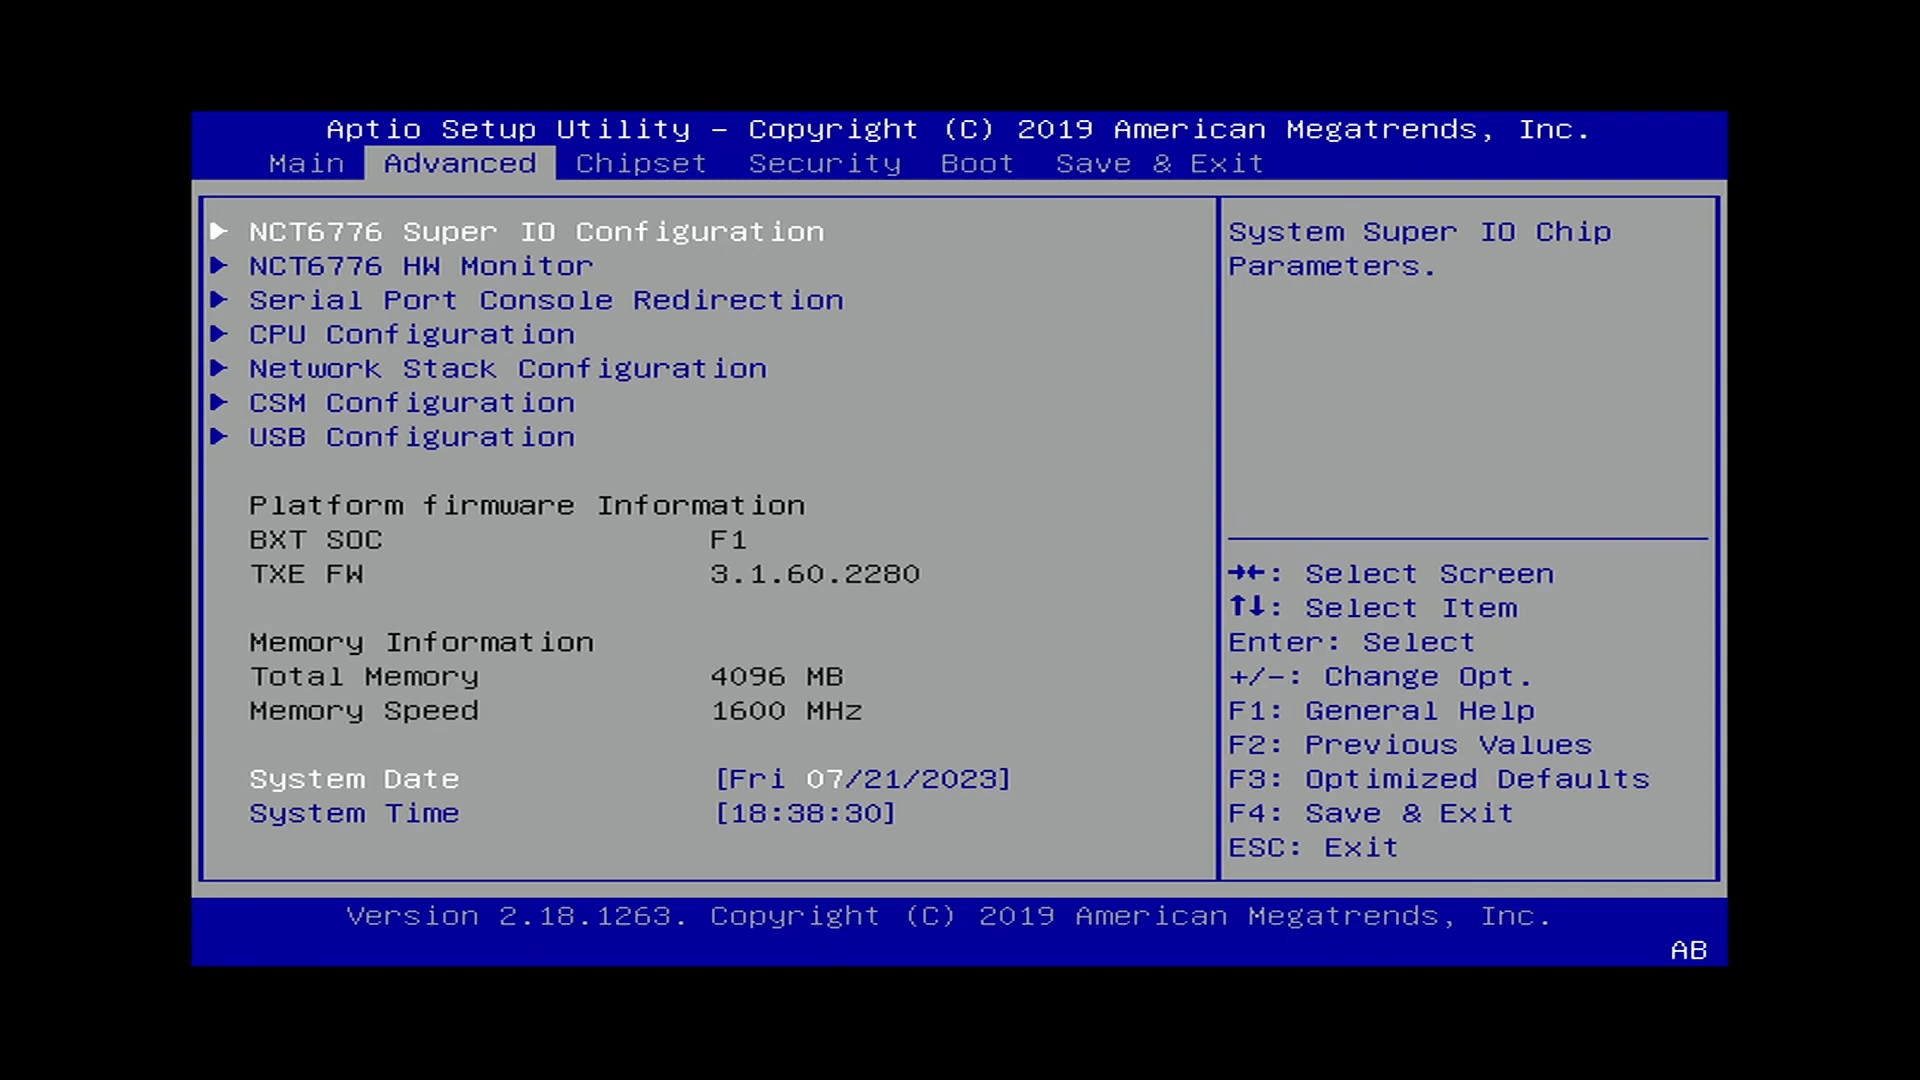 Aptio Setup Utility – Copyright (C) 2019 American Megatrends, Inc.
Main Advanced Chipset Security Boot Save & Exit
► NCT6776 Super IO Configuration
► NCT6776 HW Monitor
► Serial Port Console Redirection
► CPU Configuration
► Network Stack Configuration
► CSM Configuration
► USB Configuration
Platform firmware Information
BXT SOC F1
TXE FW 3.1.60.2280
Memory Information
Total Memory 4096 MB
Memory Speed 1600 MHz
System Date [Fri 07/21/2023]
System Time [18:38:30]
System Super IO Chip
Parameters.
→←: Select Screen
↑↓: Select Item
Enter: Select
+/-: Change Opt.
F1: General Help
F2: Previous Values
F3: Optimized Defaults
F4: Save & Exit
ESC: Exit
Version 2.18.1263. Copyright (C) 2019 American Megatrends, Inc.
AB